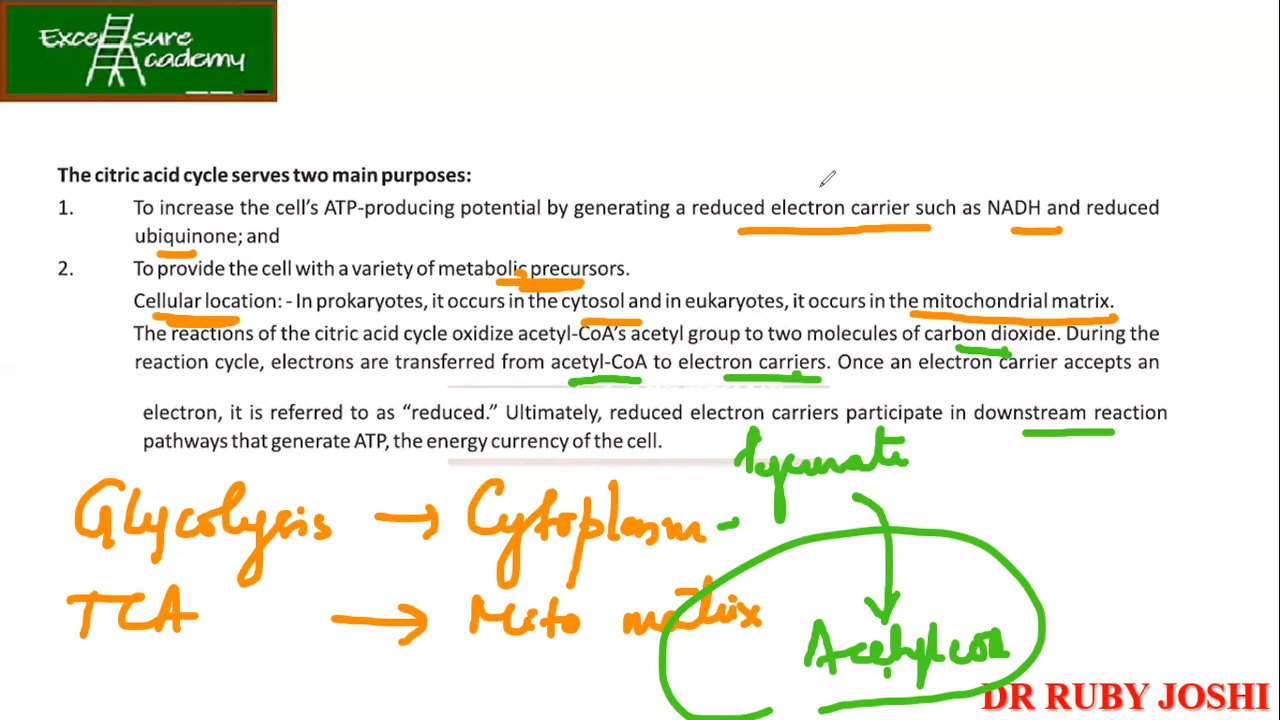 Excelsure
Academy
The citric acid cycle serves two main purposes:
1. To increase the cell's ATP-producing potential by generating a reduced electron carrier such as NADH and reduced
ubiquinone; and
2. To provide the cell with a variety of metabolic precursors.
Cellular location: - In prokaryotes, it occurs in the cytosol and in eukaryotes, it occurs in the mitochondrial matrix.
The reactions of the citric acid cycle oxidize acetyl-CoA's acetyl group to two molecules of carbon dioxide. During the
reaction cycle, electrons are transferred from acetyl-CoA to electron carriers. Once an electron carrier accepts an
electron, it is referred to as “reduced.” Ultimately, reduced electron carriers participate in downstream reaction
pathways that generate ATP, the energy currency of the cell.
Pyruvate
Glycolysis → Cytoplasm -
TCA → Mito matrix
Acetylcoa
DR RUBY JOSHI